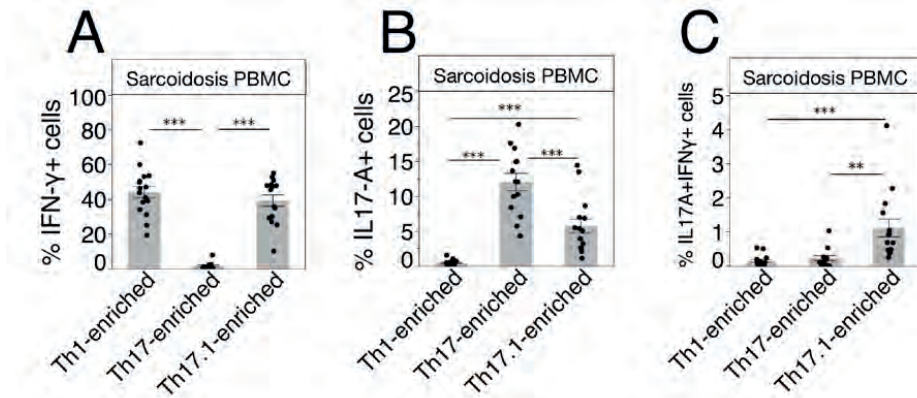 A
B
C
Sarcoidosis PBMC
Sarcoidosis PBMC
Sarcoidosis PBMC
% IFN-γ+ cells
100
80
60
40
20
0
***
***
Th1-enriched
Th17-enriched
Th17.1-enriched
% IL17-A+ cells
25
20
15
10
5
0
***
***
***
Th1-enriched
Th17-enriched
Th17.1-enriched
% IL17A+IFNγ+ cells
5
4
3
2
1
0
***
**
Th1-enriched
Th17-enriched
Th17.1-enriched